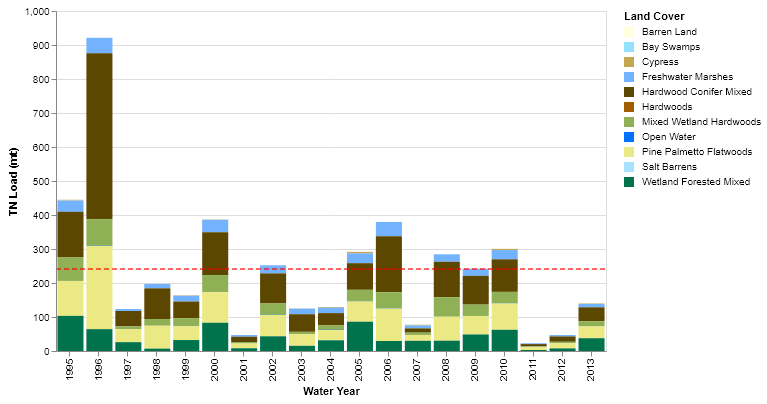 1,000
900
800
700
600
500
400
300
200
100
0
TN Load (mt)
1995
1996
1997
1998
1999
2000
2001
2002
2003
2004
2005
2006
2007
2008
2009
2010
2011
2012
2013
Water Year
Land Cover
Barren Land
Bay Swamps
Cypress
Freshwater Marshes
Hardwood Conifer Mixed
Hardwoods
Mixed Wetland Hardwoods
Open Water
Pine Palmetto Flatwoods
Salt Barrens
Wetland Forested Mixed